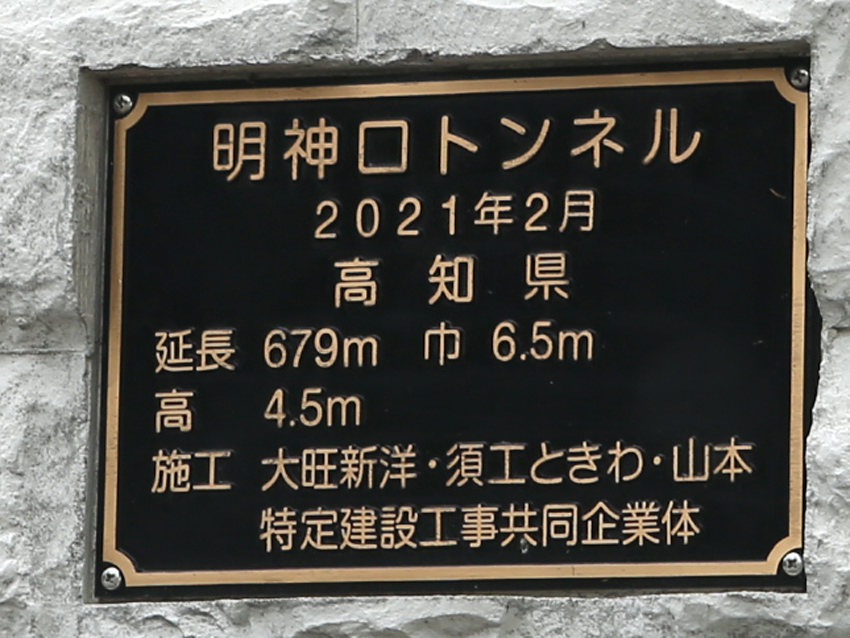 明神口トンネル
2021年2月
高知県
延長 679m 巾 6.5m
高 4.5m
施工 大旺新洋・須工ときわ・山本
特定建設工事共同企業体